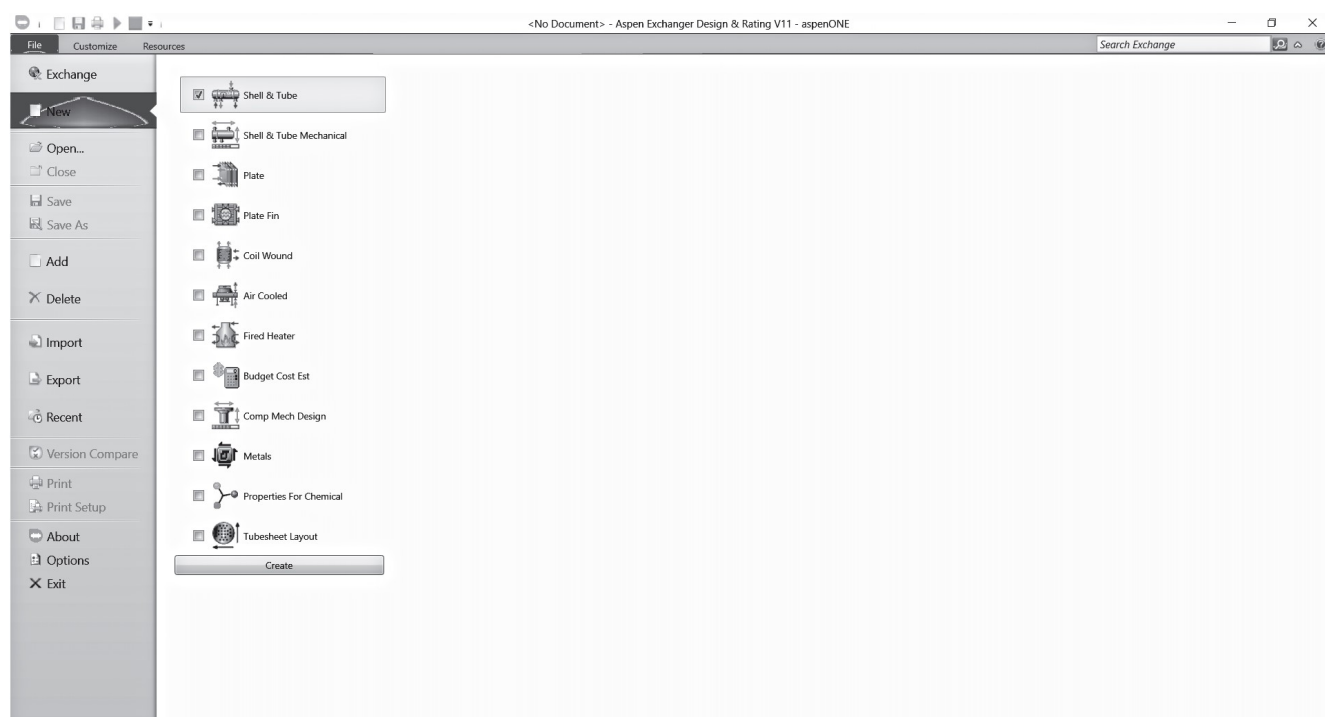 <No Document> - Aspen Exchanger Design & Rating V11 - aspenONE
File Customize Resources Search Exchange
Exchange
New
Open...
Close
Save
Save As
Add
Delete
Import
Export
Recent
Version Compare
Print
Print Setup
About
Options
Exit
Shell & Tube
Shell & Tube Mechanical
Plate
Plate Fin
Coil Wound
Air Cooled
Fired Heater
Budget Cost Est
Comp Mech Design
Metals
Properties For Chemical
Tubesheet Layout
Create